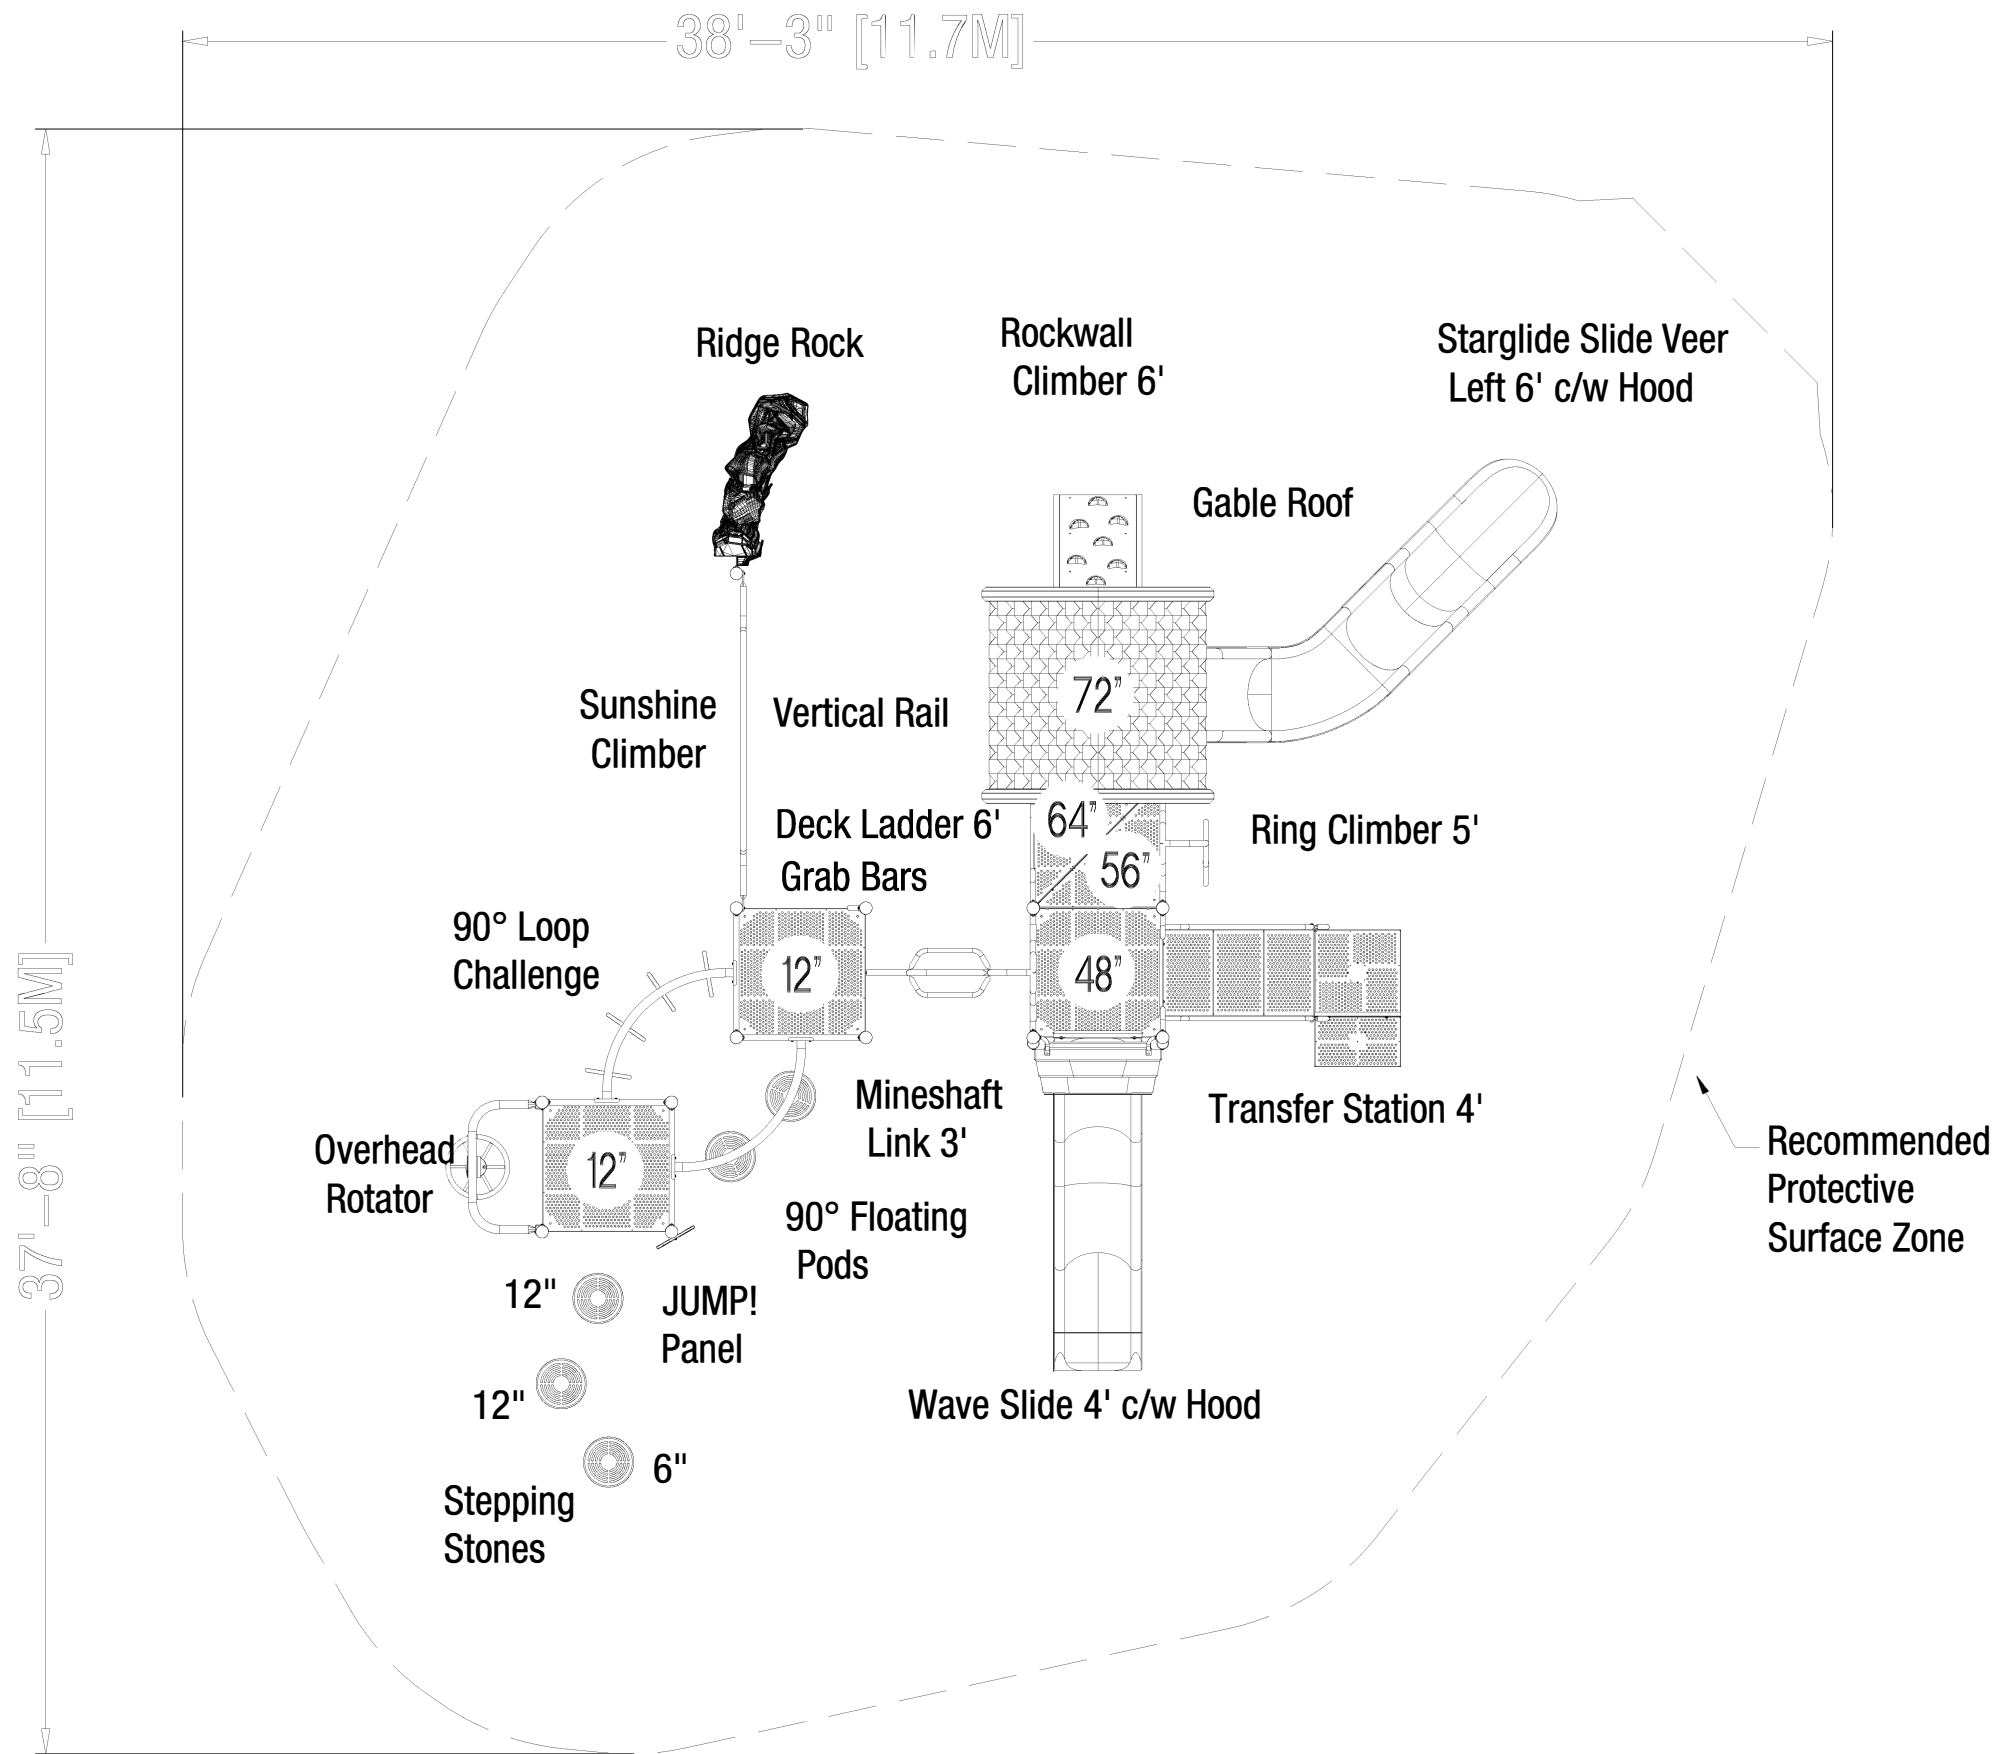 38'–3" [11.7M]
37'–8" [11.5M]
Ridge Rock
Rockwall
Climber 6'
Starglide Slide Veer
Left 6' c/w Hood
Gable Roof
72"
Sunshine
Climber
Vertical Rail
64"
56"
Deck Ladder 6'
Grab Bars
Ring Climber 5'
90° Loop
Challenge
12"
48"
Mineshaft
Link 3'
Transfer Station 4'
Overhead
Rotator
12"
Recommended
Protective
Surface Zone
90° Floating
Pods
12"
JUMP!
Panel
12"
Wave Slide 4' c/w Hood
6"
Stepping
Stones